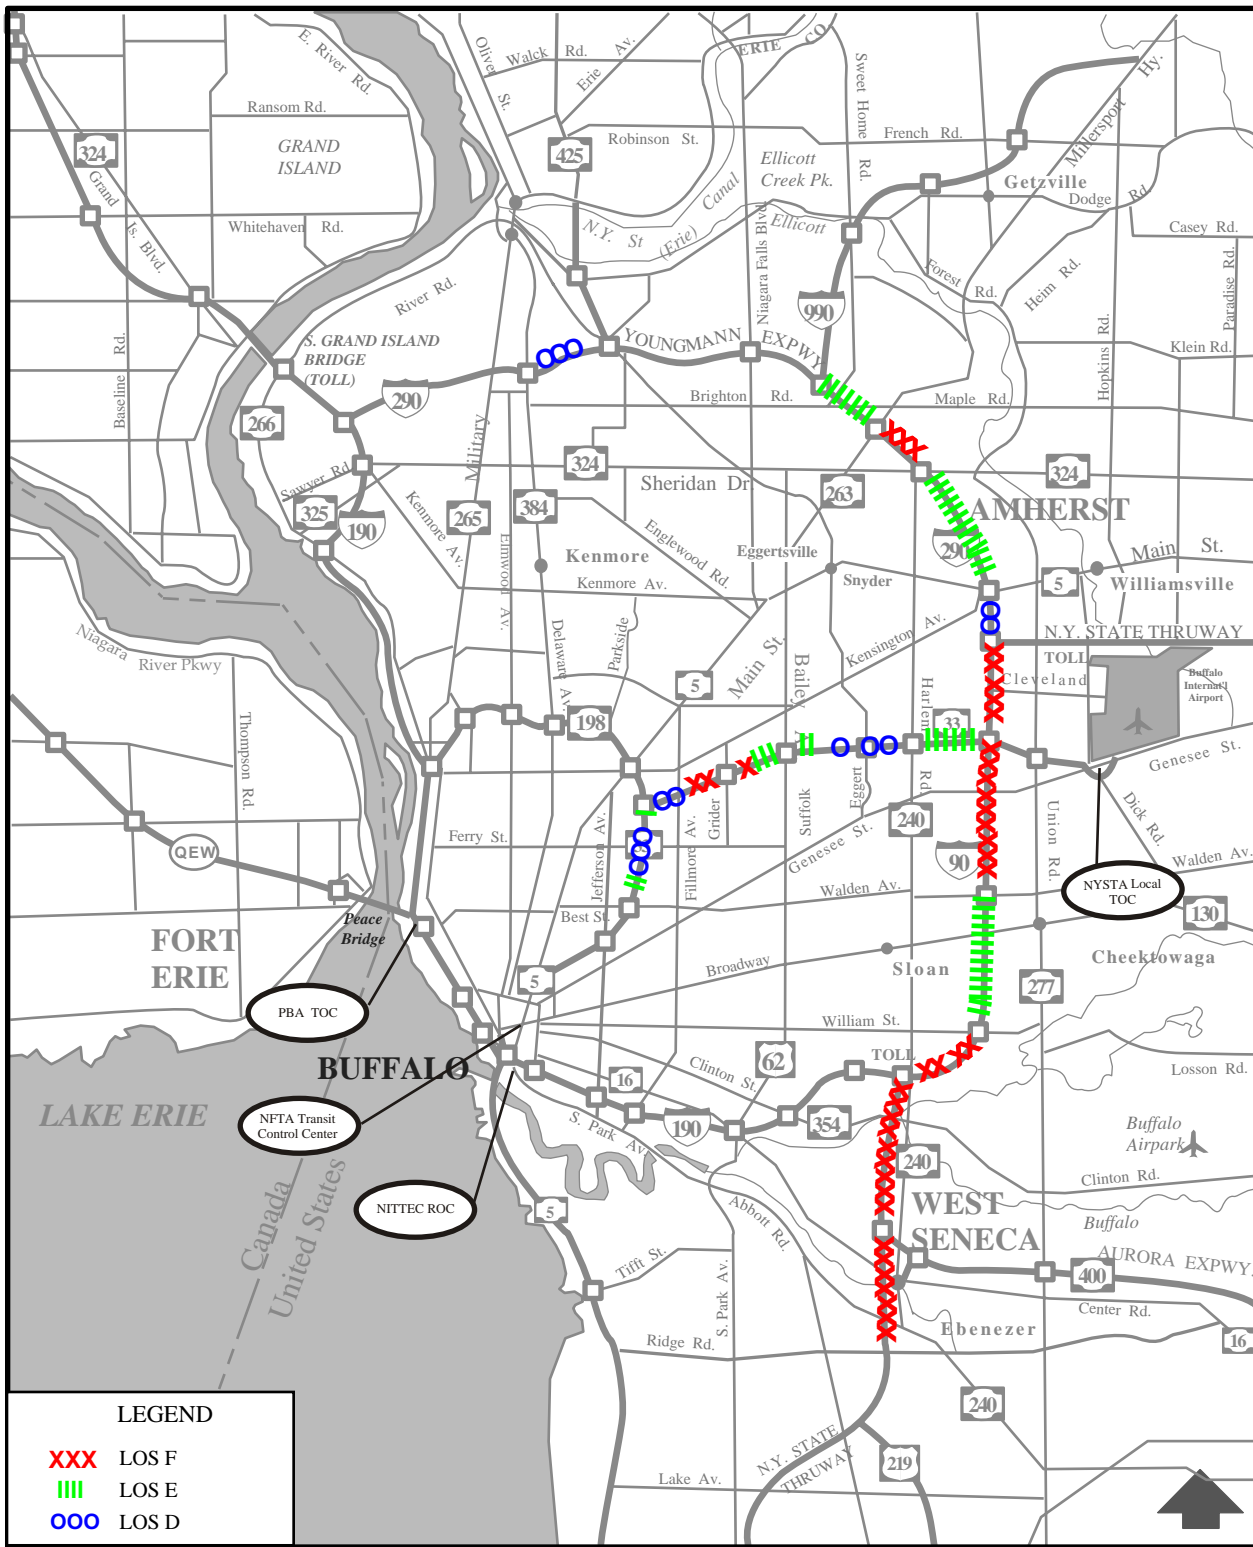 E. River Rd.
Oliver St.
Walck Rd.
Erie Av.
ERIE CO.
Sweet Home Rd.
Millersport Hy.
Ransom Rd.
GRAND
ISLAND
324
Grand Is. Blvd.
425
Robinson St.
French Rd.
Ellicott
Creek Pk.
Getzville
Dodge Rd.
Whitehaven Rd.
N.Y. St (Erie) Canal
Ellicott
Casey Rd.
Niagara Falls Blvd.
Forest Rd.
Heim Rd.
Paradise Rd.
River Rd.
990
Hopkins Rd.
Baseline Rd.
S. GRAND ISLAND
BRIDGE
(TOLL)
YOUNGMANN EXPWY
Klein Rd.
290
Brighton Rd.
Maple Rd.
266
Military
324
Sheridan Dr.
263
324
Sawyer Rd.
325
190
Kenmore Av.
265
384
Englewood Rd.
AMHERST
290
Elmwood Av.
Kenmore
Eggertsville
Snyder
Main St.
5
Williamsville
Kenmore Av.
Niagara
River Pkwy
Delaware Av.
Parkside
Main St.
5
Bailey Av.
Kensington Av.
N.Y. STATE THRUWAY
TOLL
Cleveland
Buffalo
Internat'l
Airport
Harlem Rd.
33
Thompson Rd.
198
Genesee St.
Ferry St.
33
Jefferson Av.
Fillmore Av.
Grider
Suffolk
Eggert
Genesee St.
240
90
Union Rd.
Dick Rd.
Walden Av.
QEW
Walden Av.
NYSTA Local
TOC
130
Best St.
Peace
Bridge
FORT
ERIE
5
Broadway
Sloan
Cheektowaga
277
PBA TOC
William St.
BUFFALO
TOLL
Losson Rd.
LAKE ERIE
16
Clinton St.
62
NFTA Transit
Control Center
S. Park Av.
190
354
Buffalo
Airpark
240
Clinton Rd.
NITTEC ROC
5
Abbott Rd.
WEST
SENECA
Buffalo
AURORA EXPWY.
Canada
United States
Tifft St.
S. Park Av.
400
Center Rd.
Ridge Rd.
Ebenezer
16
240
LEGEND
XXX LOS F
IIII LOS E
OOO LOS D
N.Y. STATE
THRUWAY
219
Lake Av.